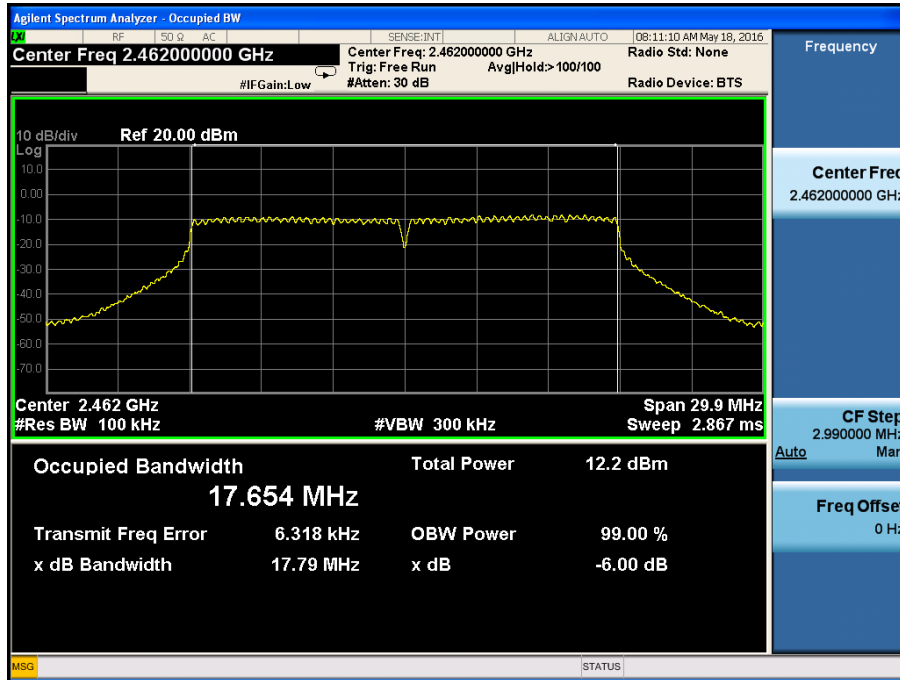 Agilent Spectrum Analyzer - Occupied BW
LXI RF 50 Ω AC SENSE:INT ALIGN AUTO 08:11:10 AM May 18, 2016
Center Freq 2.462000000 GHz
Center Freq: 2.462000000 GHz Radio Std: None
Trig: Free Run Avg|Hold:>100/100
#IFGain:Low #Atten: 30 dB Radio Device: BTS
10 dB/div Ref 20.00 dBm
Log
10.0
0.00
-10.0
-20.0
-30.0
-40.0
-50.0
-60.0
-70.0
Center 2.462 GHz Span 29.9 MHz
#Res BW 100 kHz #VBW 300 kHz Sweep 2.867 ms
Occupied Bandwidth Total Power 12.2 dBm
17.654 MHz
Transmit Freq Error 6.318 kHz OBW Power 99.00 %
x dB Bandwidth 17.79 MHz x dB -6.00 dB
MSG STATUS
Frequency
Center Freq
2.462000000 GHz
CF Step
2.990000 MHz
Auto Man
Freq Offset
0 Hz